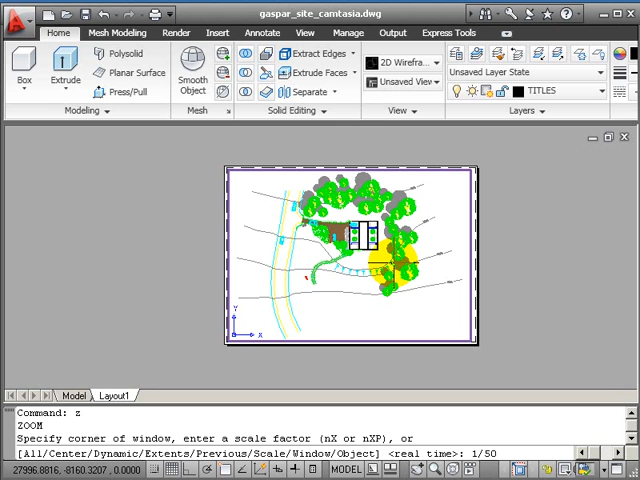 gaspar_site_camtasia.dwg
Home Mesh Modeling Render Insert Annotate View Manage Output Express Tools
Box
Extrude
Polysolid
Planar Surface
Press/Pull
Modeling
Smooth
Object
Mesh
Extract Edges
Extrude Faces
Separate
Solid Editing
2D Wirefra
Unsaved View
View
Unsaved Layer State
TITLES
Layers
Color
Y
X
Model Layout1
Command: z
ZOOM
Specify corner of window, enter a scale factor (nX or nXP), or
[All/Center/Dynamic/Extents/Previous/Scale/Window/Object] <real time>: 1/50
27996.8816, -8160.3207, 0.0000
MODEL